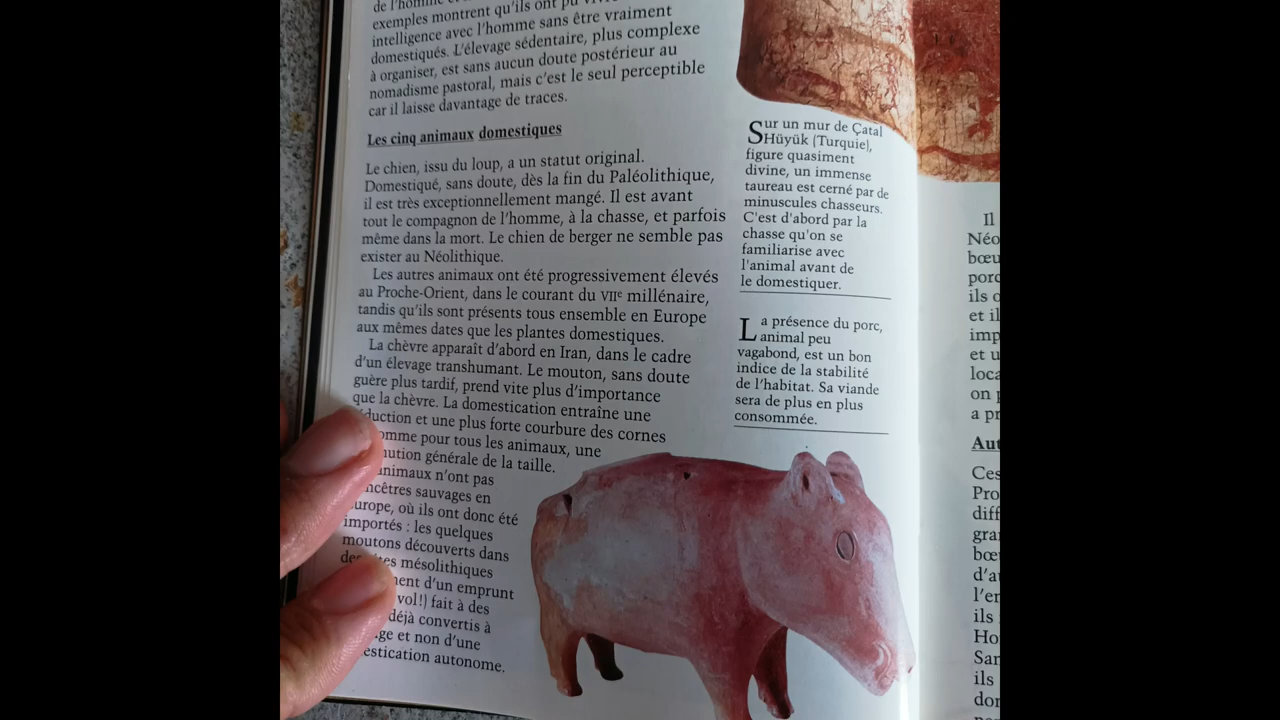 exemples montrent qu'ils ont pu
intelligence avec l'homme sans être vraiment
domestiqués. L'élevage sédentaire, plus complexe
à organiser, est sans aucun doute postérieur au
nomadisme pastoral, mais c'est le seul perceptible
car il laisse davantage de traces.
Les cinq animaux domestiques
Le chien, issu du loup, a un statut original.
Domestiqué, sans doute, dès la fin du Paléolithique,
il est très exceptionnellement mangé. Il est avant
tout le compagnon de l'homme, à la chasse, et parfois
même dans la mort. Le chien de berger ne semble pas
exister au Néolithique.
Les autres animaux ont été progressivement élevés
au Proche-Orient, dans le courant du VIIe millénaire,
tandis qu'ils sont présents tous ensemble en Europe
aux mêmes dates que les plantes domestiques.
La chèvre apparaît d'abord en Iran, dans le cadre
d'un élevage transhumant. Le mouton, sans doute
guère plus tardif, prend vite plus d'importance
que la chèvre. La domestication entraîne une
et une plus forte courbure des cornes
pour tous les animaux, une
générale de la taille.
animaux n'ont pas
sauvages en
où ils ont donc été
importés : les quelques
moutons découverts dans
mésolithiques
d'un emprunt
vol!) fait à des
déjà convertis à
et non d'une
autonome.
Sur un mur de Çatal
Hüyük (Turquie),
figure quasiment
divine, un immense
taureau est cerné par de
minuscules chasseurs.
C'est d'abord par la
chasse qu'on se
familiarise avec
l'animal avant de
le domestiquer.
La présence du porc,
animal peu
vagabond, est un bon
indice de la stabilité
de l'habitat. Sa viande
sera de plus en plus
consommée.
Il
et il
et u
on
a
Ces
d'a
ils
ils